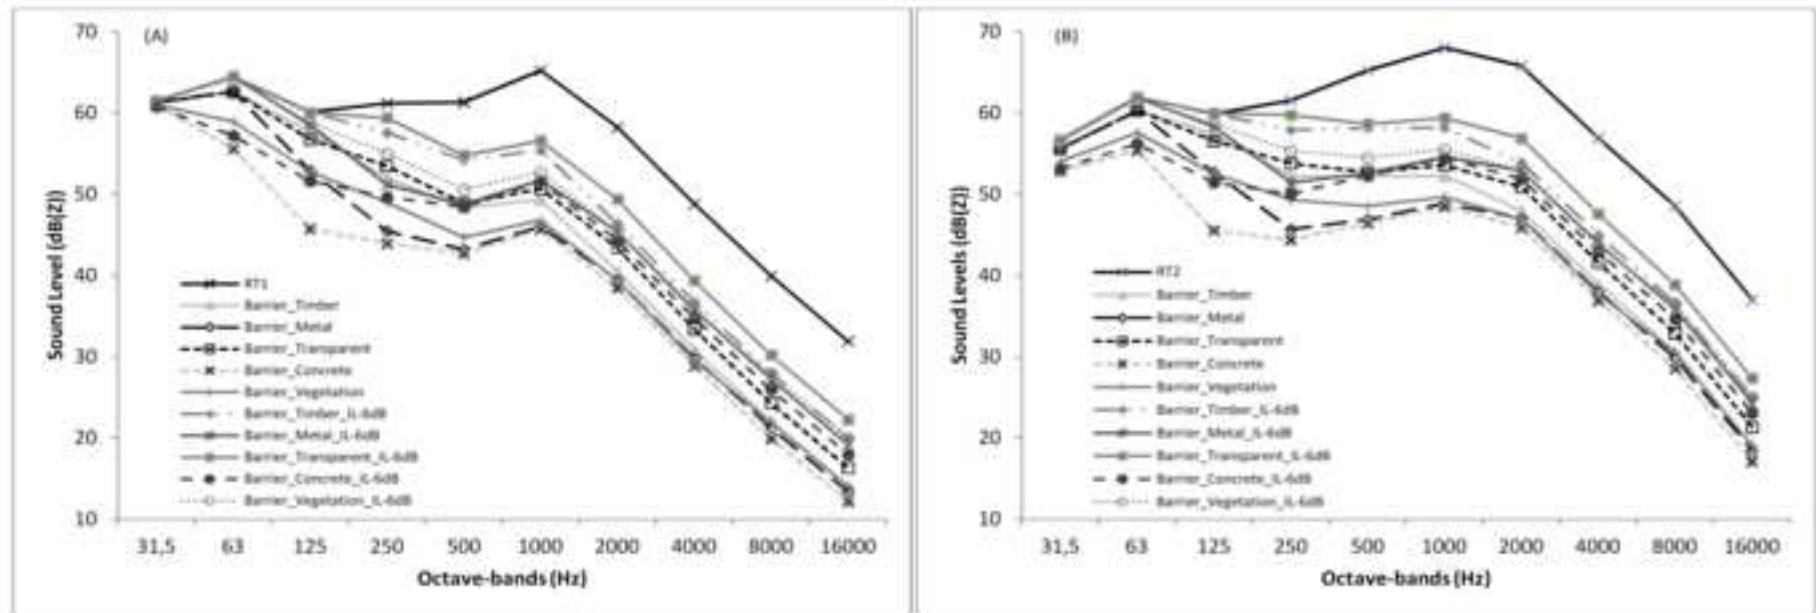 (A)
70
60
50
40
30
20
10
Sound Level (dB(Z))
RT1
Barrier_Timber
Barrier_Metal
Barrier_Transparent
Barrier_Concrete
Barrier_Vegetation
Barrier_Timber_IL-6dB
Barrier_Metal_IL-6dB
Barrier_Transparent_IL-6dB
Barrier_Concrete_IL-6dB
Barrier_Vegetation_IL-6dB
31,5 63 125 250 500 1000 2000 4000 8000 16000
Octave-bands (Hz)
(B)
70
60
50
40
30
20
10
Sound Levels (dB(Z))
RT2
Barrier_Timber
Barrier_Metal
Barrier_Transparent
Barrier_Concrete
Barrier_Vegetation
Barrier_Timber_IL-6dB
Barrier_Metal_IL-6dB
Barrier_Transparent_IL-6dB
Barrier_Concrete_IL-6dB
Barrier_Vegetation_IL-6dB
31,5 63 125 250 500 1000 2000 4000 8000 16000
Octave-bands (Hz)